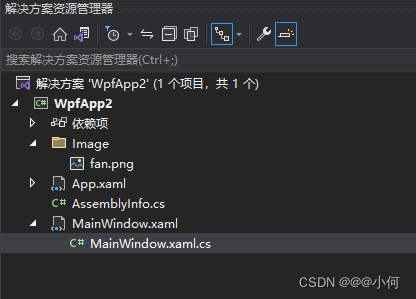 解决方案资源管理器
搜索解决方案资源管理器(Ctrl+;)
解决方案 'WpfApp2' (1 个项目，共 1 个)
C# WpfApp2
依赖项
Image
fan.png
App.xaml
C# AssemblyInfo.cs
MainWindow.xaml
C# MainWindow.xaml.cs
CSDN @@@小何